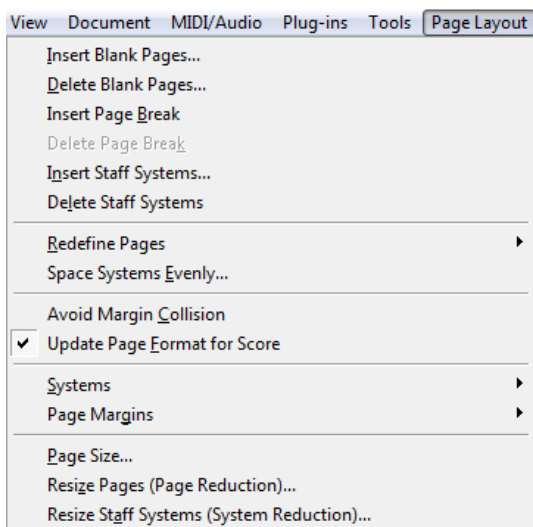 View Document MIDI/Audio Plug-ins Tools Page Layout
Insert Blank Pages...
Delete Blank Pages...
Insert Page Break
Delete Page Break
Insert Staff Systems...
Delete Staff Systems
Redefine Pages
Space Systems Evenly...
Avoid Margin Collision
Update Page Format for Score
Systems
Page Margins
Page Size...
Resize Pages (Page Reduction)...
Resize Staff Systems (System Reduction)...